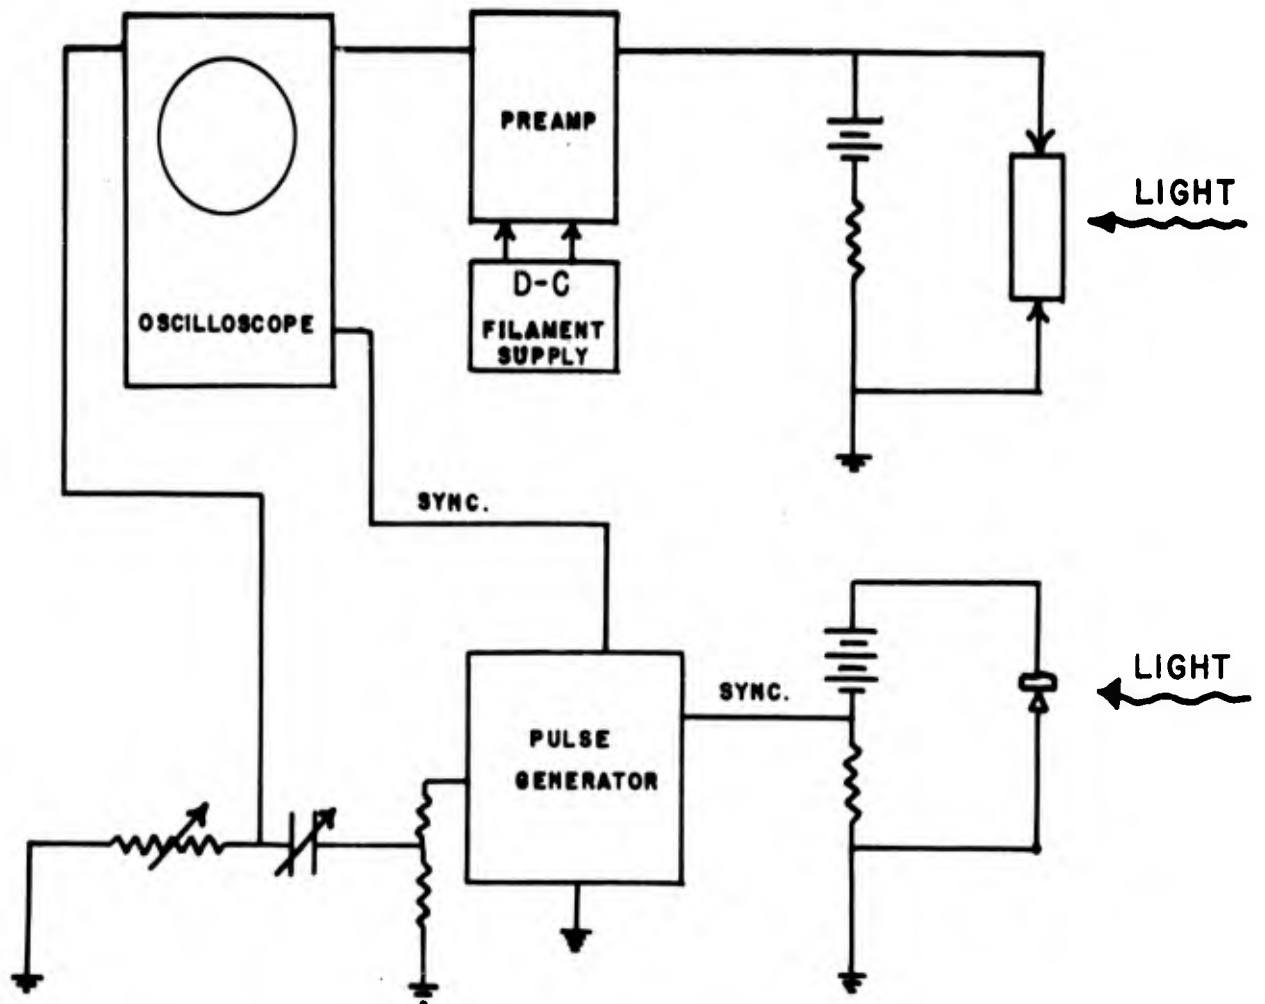 PREAMP
LIGHT
D-C
OSCILLOSCOPE
FILAMENT
SUPPLY
SYNC.
LIGHT
SYNC.
PULSE
GENERATOR